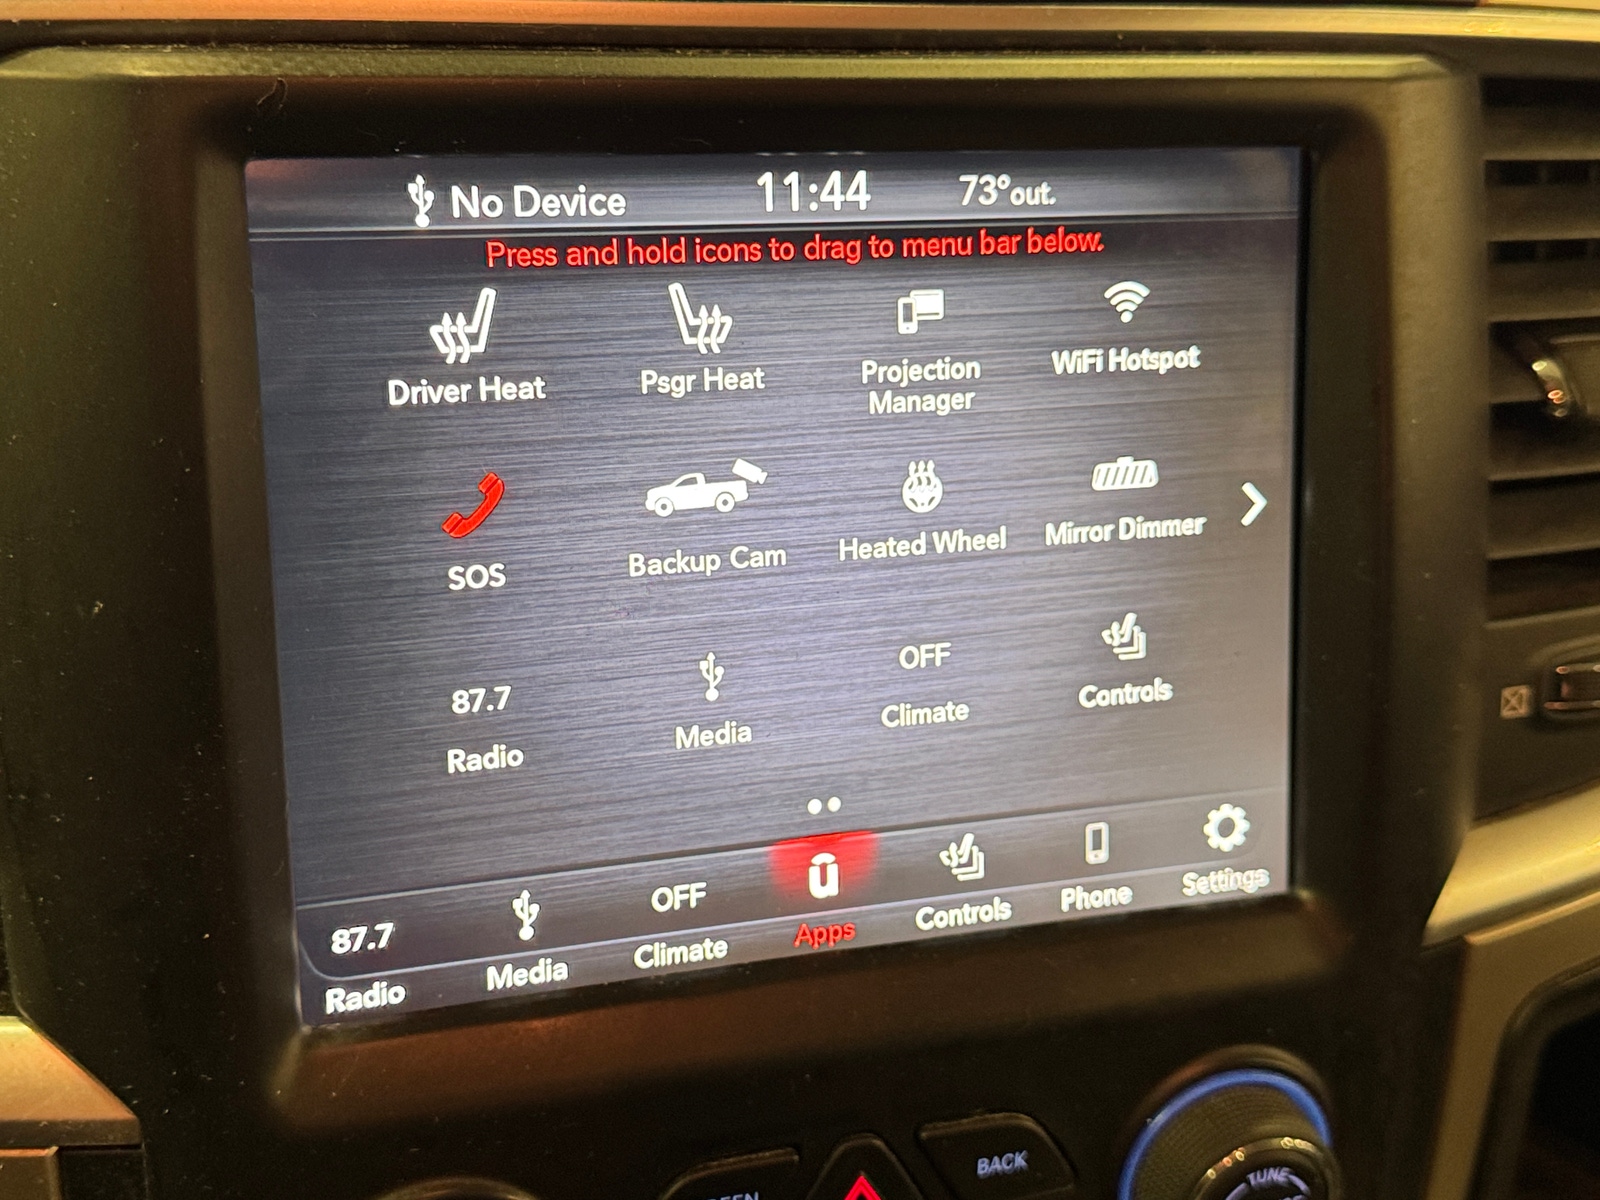 No Device 11:44 73°out.
Press and hold icons to drag to menu bar below.
Driver Heat
Psgr Heat
Projection
Manager
WiFi Hotspot
SOS
Backup Cam
Heated Wheel
Mirror Dimmer
87.7
Radio
Media
OFF
Climate
Controls
87.7
Radio
Media
OFF
Climate
Apps
Controls
Phone
Settings
BACK
TUNE